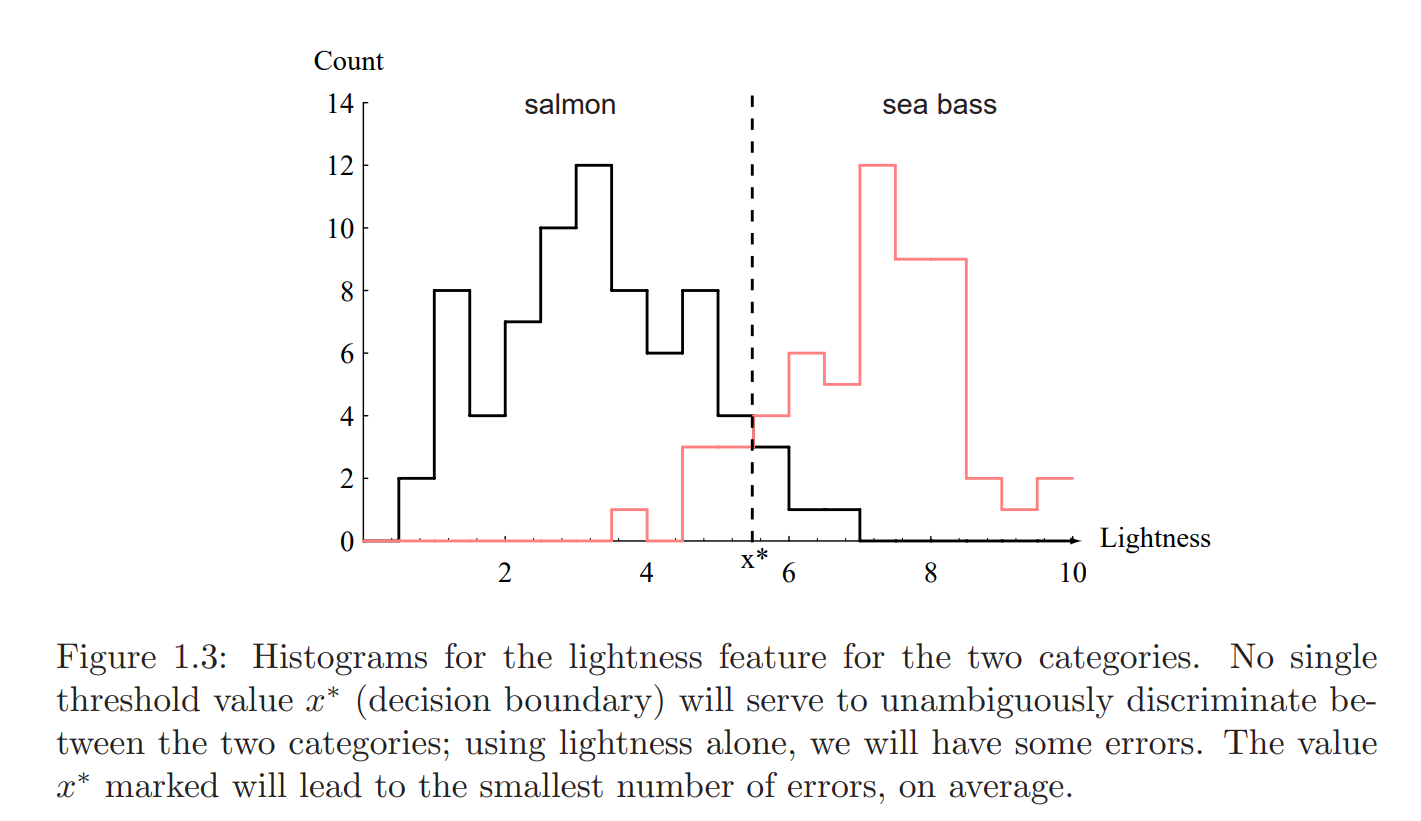 Count
14
salmon
sea bass
12
10
8
6
4
2
0
Lightness
x*
2
4
6
8
10
Figure 1.3: Histograms for the lightness feature for the two categories. No single
threshold value x* (decision boundary) will serve to unambiguously discriminate be-
tween the two categories; using lightness alone, we will have some errors. The value
x* marked will lead to the smallest number of errors, on average.